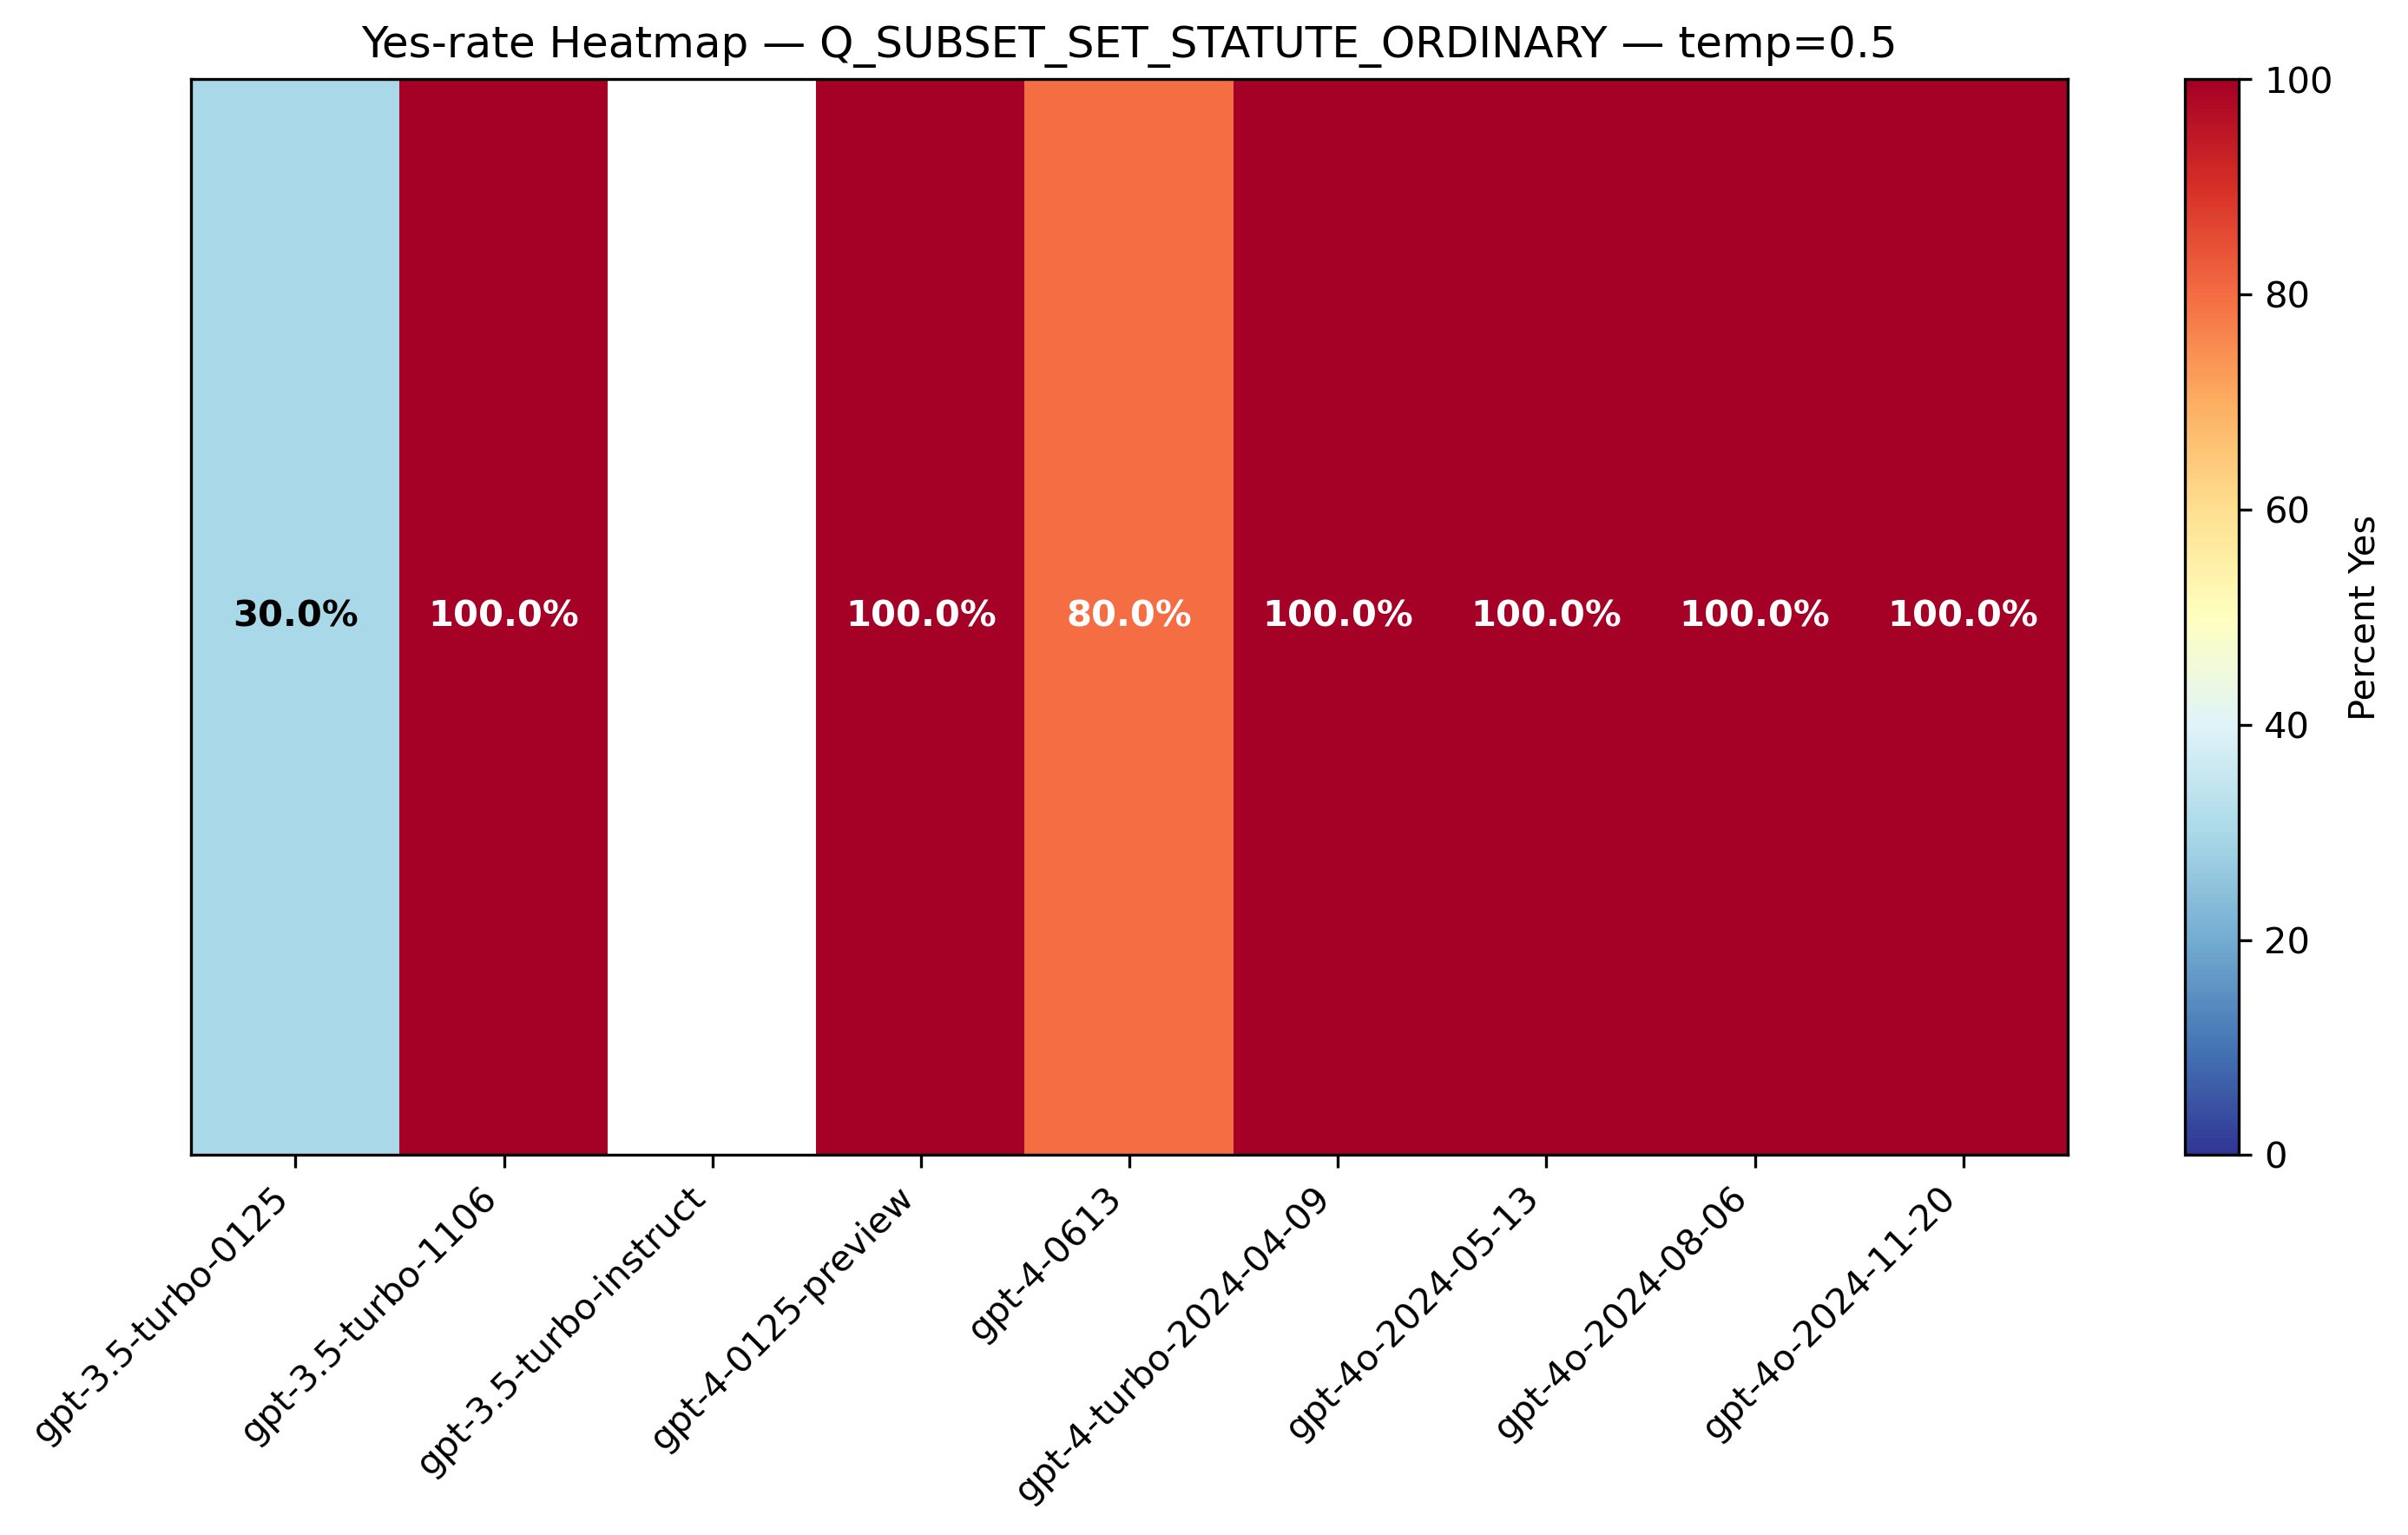 Yes-rate Heatmap — Q_SUBSET_SET_STATUTE_ORDINARY — temp=0.5
30.0%
100.0%
100.0%
80.0%
100.0%
100.0%
100.0%
100.0%
gpt-3.5-turbo-0125
gpt-3.5-turbo-1106
gpt-3.5-turbo-instruct
gpt-4-0125-preview
gpt-4-0613
gpt-4-turbo-2024-04-09
gpt-4o-2024-05-13
gpt-4o-2024-08-06
gpt-4o-2024-11-20
100
80
60
40
20
0
Percent Yes